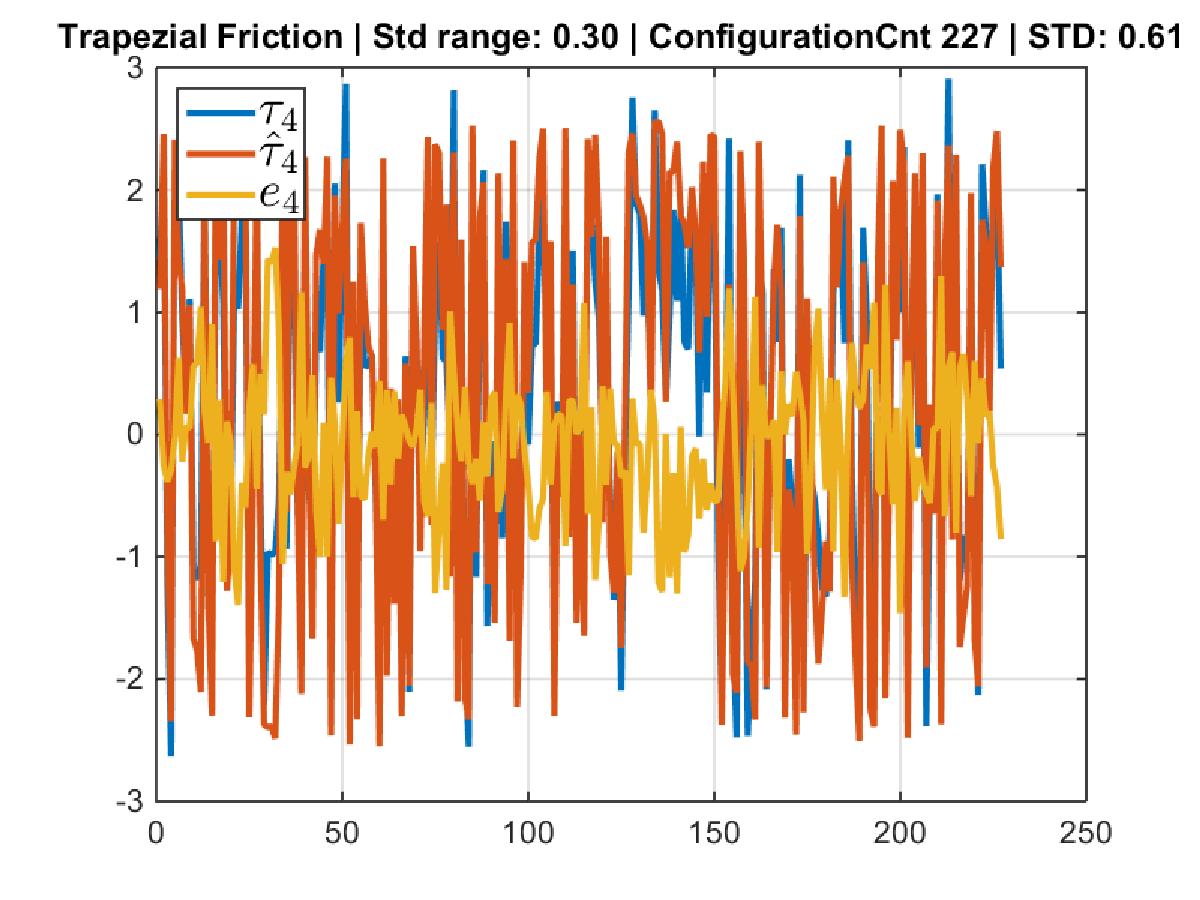 Trapezial Friction | Std range: 0.30 | ConfigurationCnt 227 | STD: 0.61
3
2
1
0
-1
-2
-3
τ₄
τ̂₄
e₄
0 50 100 150 200 250